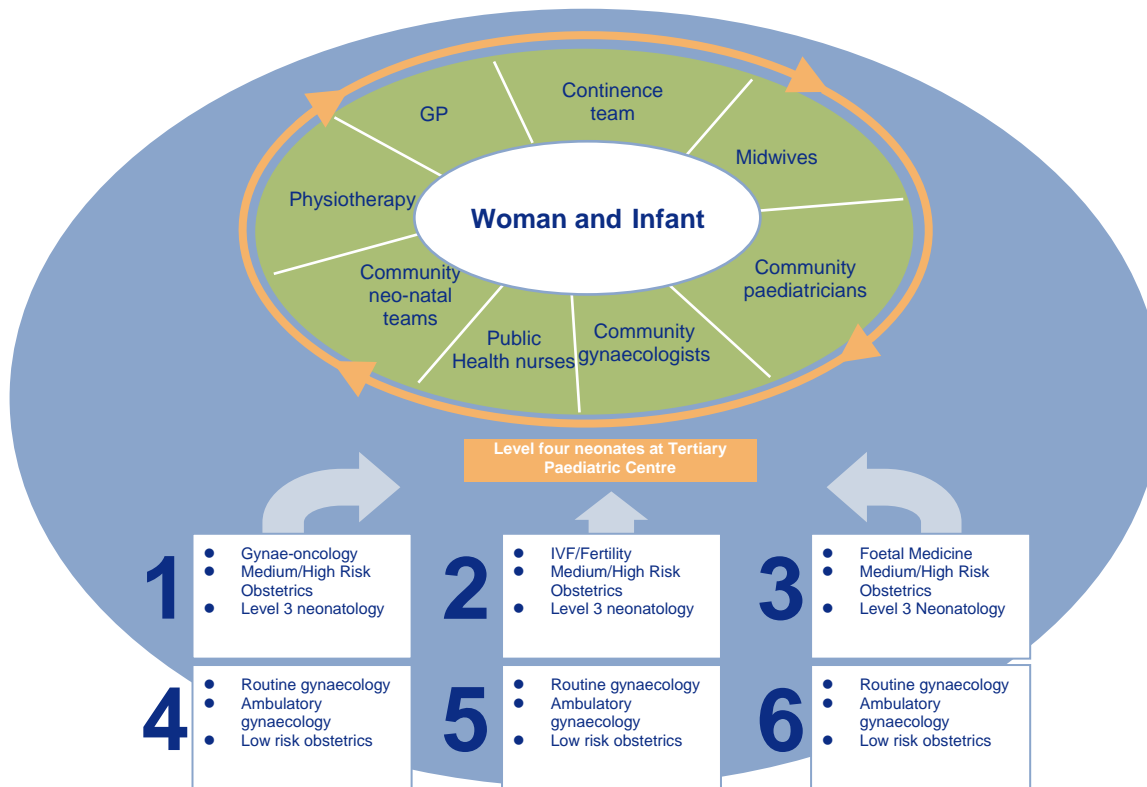 Continence
team
GP
Midwives
Physotherapy
Woman and Infant
Community
neo-natal
teams
Community
paediatricians
Public
Health nurses
Community
gynaecologists
Level four neonates at Tertiary
Paediatric Centre
1
● Gynae-oncology
● Medium/High Risk
Obstetrics
● Level 3 neonatology
2
● IVF/Fertility
● Medium/High Risk
Obstetrics
● Level 3 neonatology
3
● Foetal Medicine
● Medium/High Risk
Obstetrics
● Level 3 Neonatology
4
● Routine gynaecology
● Ambulatory
gynaecology
● Low risk obstetrics
5
● Routine gynaecology
● Ambulatory
gynaecology
● Low risk obstetrics
6
● Routine gynaecology
● Ambulatory
gynaecology
● Low risk obstetrics